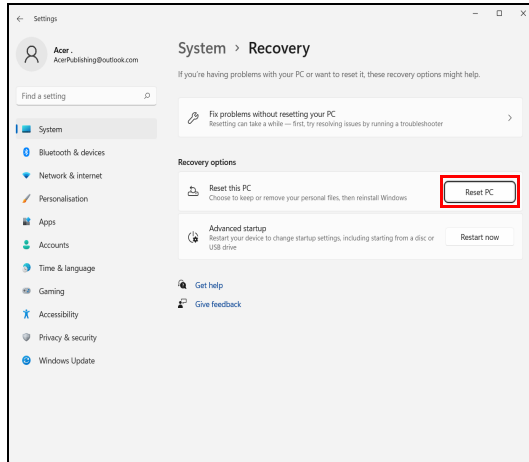 Settings
Acer .
AcerPublishing@outlook.com
Find a setting
System
Bluetooth & devices
Network & internet
Personalisation
Apps
Accounts
Time & language
Gaming
Accessibility
Privacy & security
Windows Update
System > Recovery
If you're having problems with your PC or want to reset it, these recovery options might help.
Fix problems without resetting your PC
Resetting can take a while — first, try resolving issues by running a troubleshooter
Recovery options
Reset this PC
Choose to keep or remove your personal files, then reinstall Windows
Reset PC
Advanced startup
Restart your device to change startup settings, including starting from a disc or
USB drive
Restart now
Get help
Give feedback